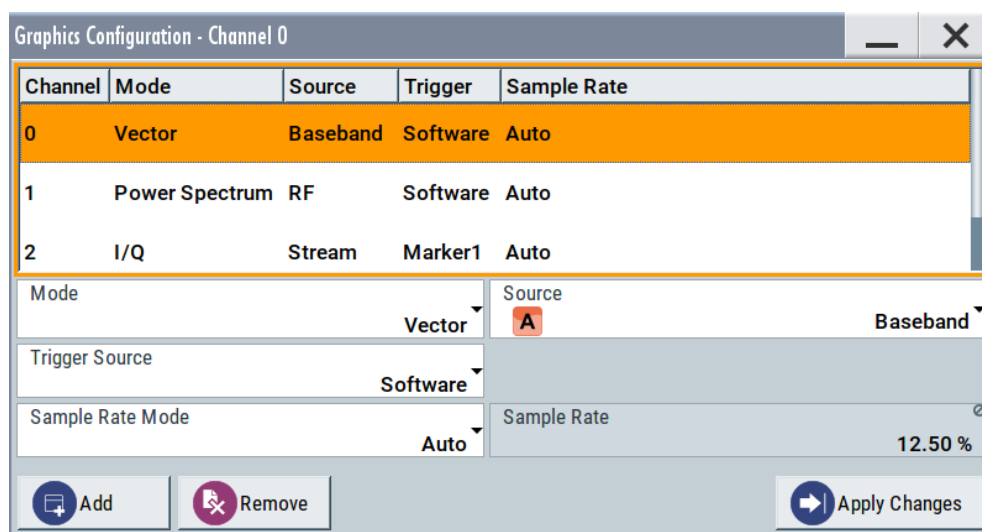 Graphics Configuration - Channel 0
Channel Mode Source Trigger Sample Rate
0 Vector Baseband Software Auto
1 Power Spectrum RF Software Auto
2 I/Q Stream Marker1 Auto
Mode
Vector
Source
A Baseband
Trigger Source
Software
Sample Rate Mode
Auto
Sample Rate
12.50 %
Add Remove Apply Changes